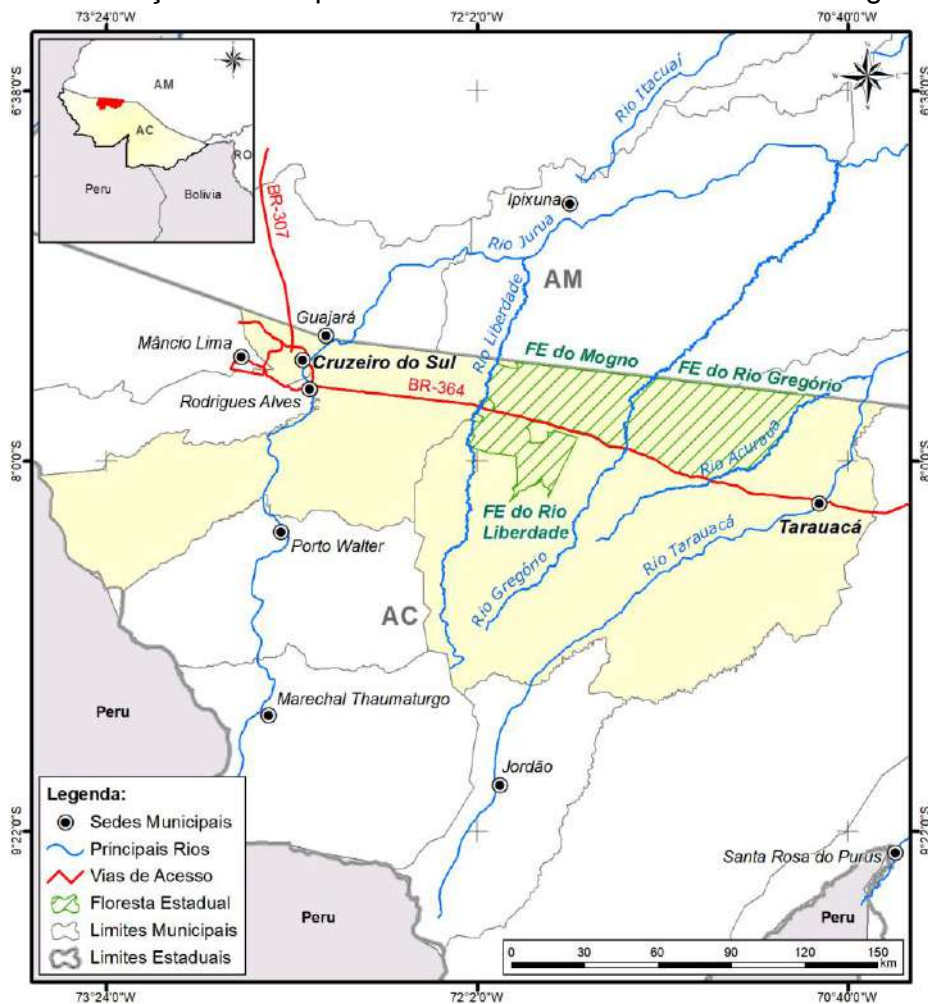 73°24'0"W
72°2'0"W
70°40'0"W
6°38'0"S
6°38'0"S
8°0'0"S
8°0'0"S
9°22'0"S
9°22'0"S
AM
AC
RO
Peru
Bolivia
BR-307
Rio Itacuaí
Ipixuna
Rio Juruá
AM
Rio Liberdade
Guajará
Mâncio Lima
Cruzeiro do Sul
FE do Mogno
FE do Rio Gregório
BR-364
Rodrigues Alves
Rio Acuraua
FE do Rio
Liberdade
Tarauacá
Porto Walter
Rio Gregório
Rio Tarauacá
AC
Peru
Marechal Thaumaturgo
Jordão
Santa Rosa do Purus
Peru
Peru
Legenda:
Sedes Municipais
Principais Rios
Vias de Acesso
Floresta Estadual
Limites Municipais
Limites Estaduais
0 30 60 90 120 150
km
73°24'0"W
72°2'0"W
70°40'0"W